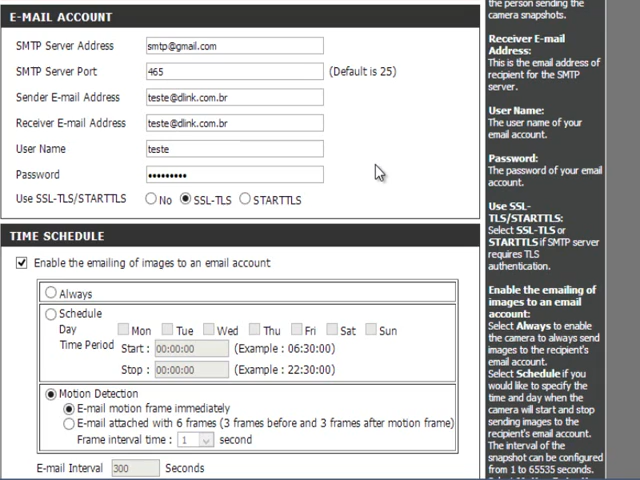 E-MAIL ACCOUNT
SMTP Server Address smtp@gmail.com
SMTP Server Port 465 (Default is 25)
Sender E-mail Address teste@dlink.com.br
Receiver E-mail Address teste@dlink.com.br
User Name teste
Password •••••••••
Use SSL-TLS/STARTTLS No SSL-TLS STARTTLS
TIME SCHEDULE
Enable the emailing of images to an email account
Always
Schedule
Day Mon Tue Wed Thu Fri Sat Sun
Time Period Start : 00:00:00 (Example : 06:30:00)
Stop : 00:00:00 (Example : 22:30:00)
Motion Detection
E-mail motion frame immediately
E-mail attached with 6 frames (3 frames before and 3 frames after motion frame)
Frame interval time : 1 second
E-mail Interval 300 Seconds
the person sending the
camera snapshots.
Receiver E-mail
Address:
This is the email address of
recipient for the SMTP
server.
User Name:
The user name of your
email account.
Password:
The password of your email
account.
Use SSL-
TLS/STARTTLS:
Select SSL-TLS or
STARTTLS if SMTP server
requires TLS
authentication.
Enable the emailing of
images to an email
account:
Select Always to enable
the camera to always send
images to the recipient's
email account.
Select Schedule if you
would like to specify the
time and day when the
camera will start and stop
sending images to the
recipient's email account.
The interval of the
snapshot can be configured
from 1 to 65535 seconds.